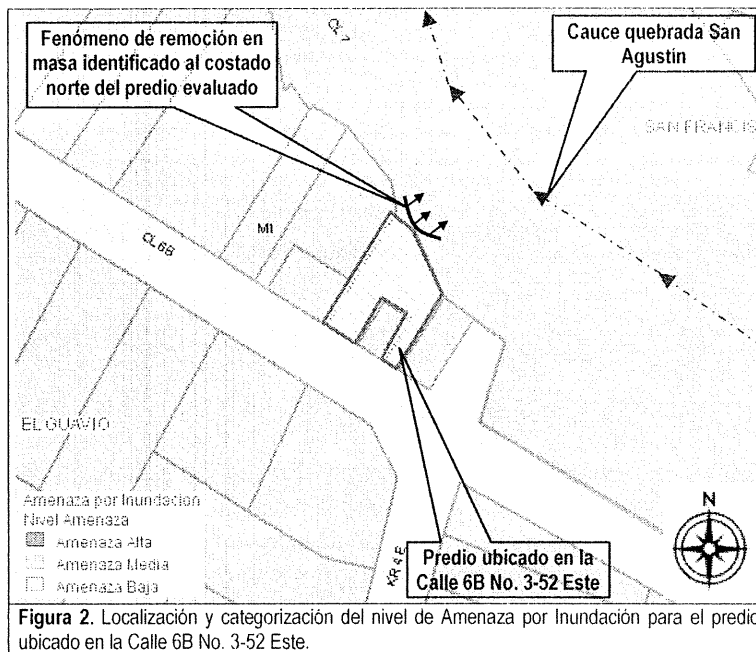 Fenómeno de remoción en
masa identificado al costado
norte del predio evaluado
CL 7
Cauce quebrada San
Agustín
SAN FRANCIS
MI
CL 6B
EL GUAVIO
Amenaza por Inundación
Nivel Amenaza
Amenaza Alta
Amenaza Media
Amenaza Baja
KR 4 E
Predio ubicado en la
Calle 6B No. 3-52 Este
N
Figura 2. Localización y categorización del nivel de Amenaza por Inundación para el predio
ubicado en la Calle 6B No. 3-52 Este.